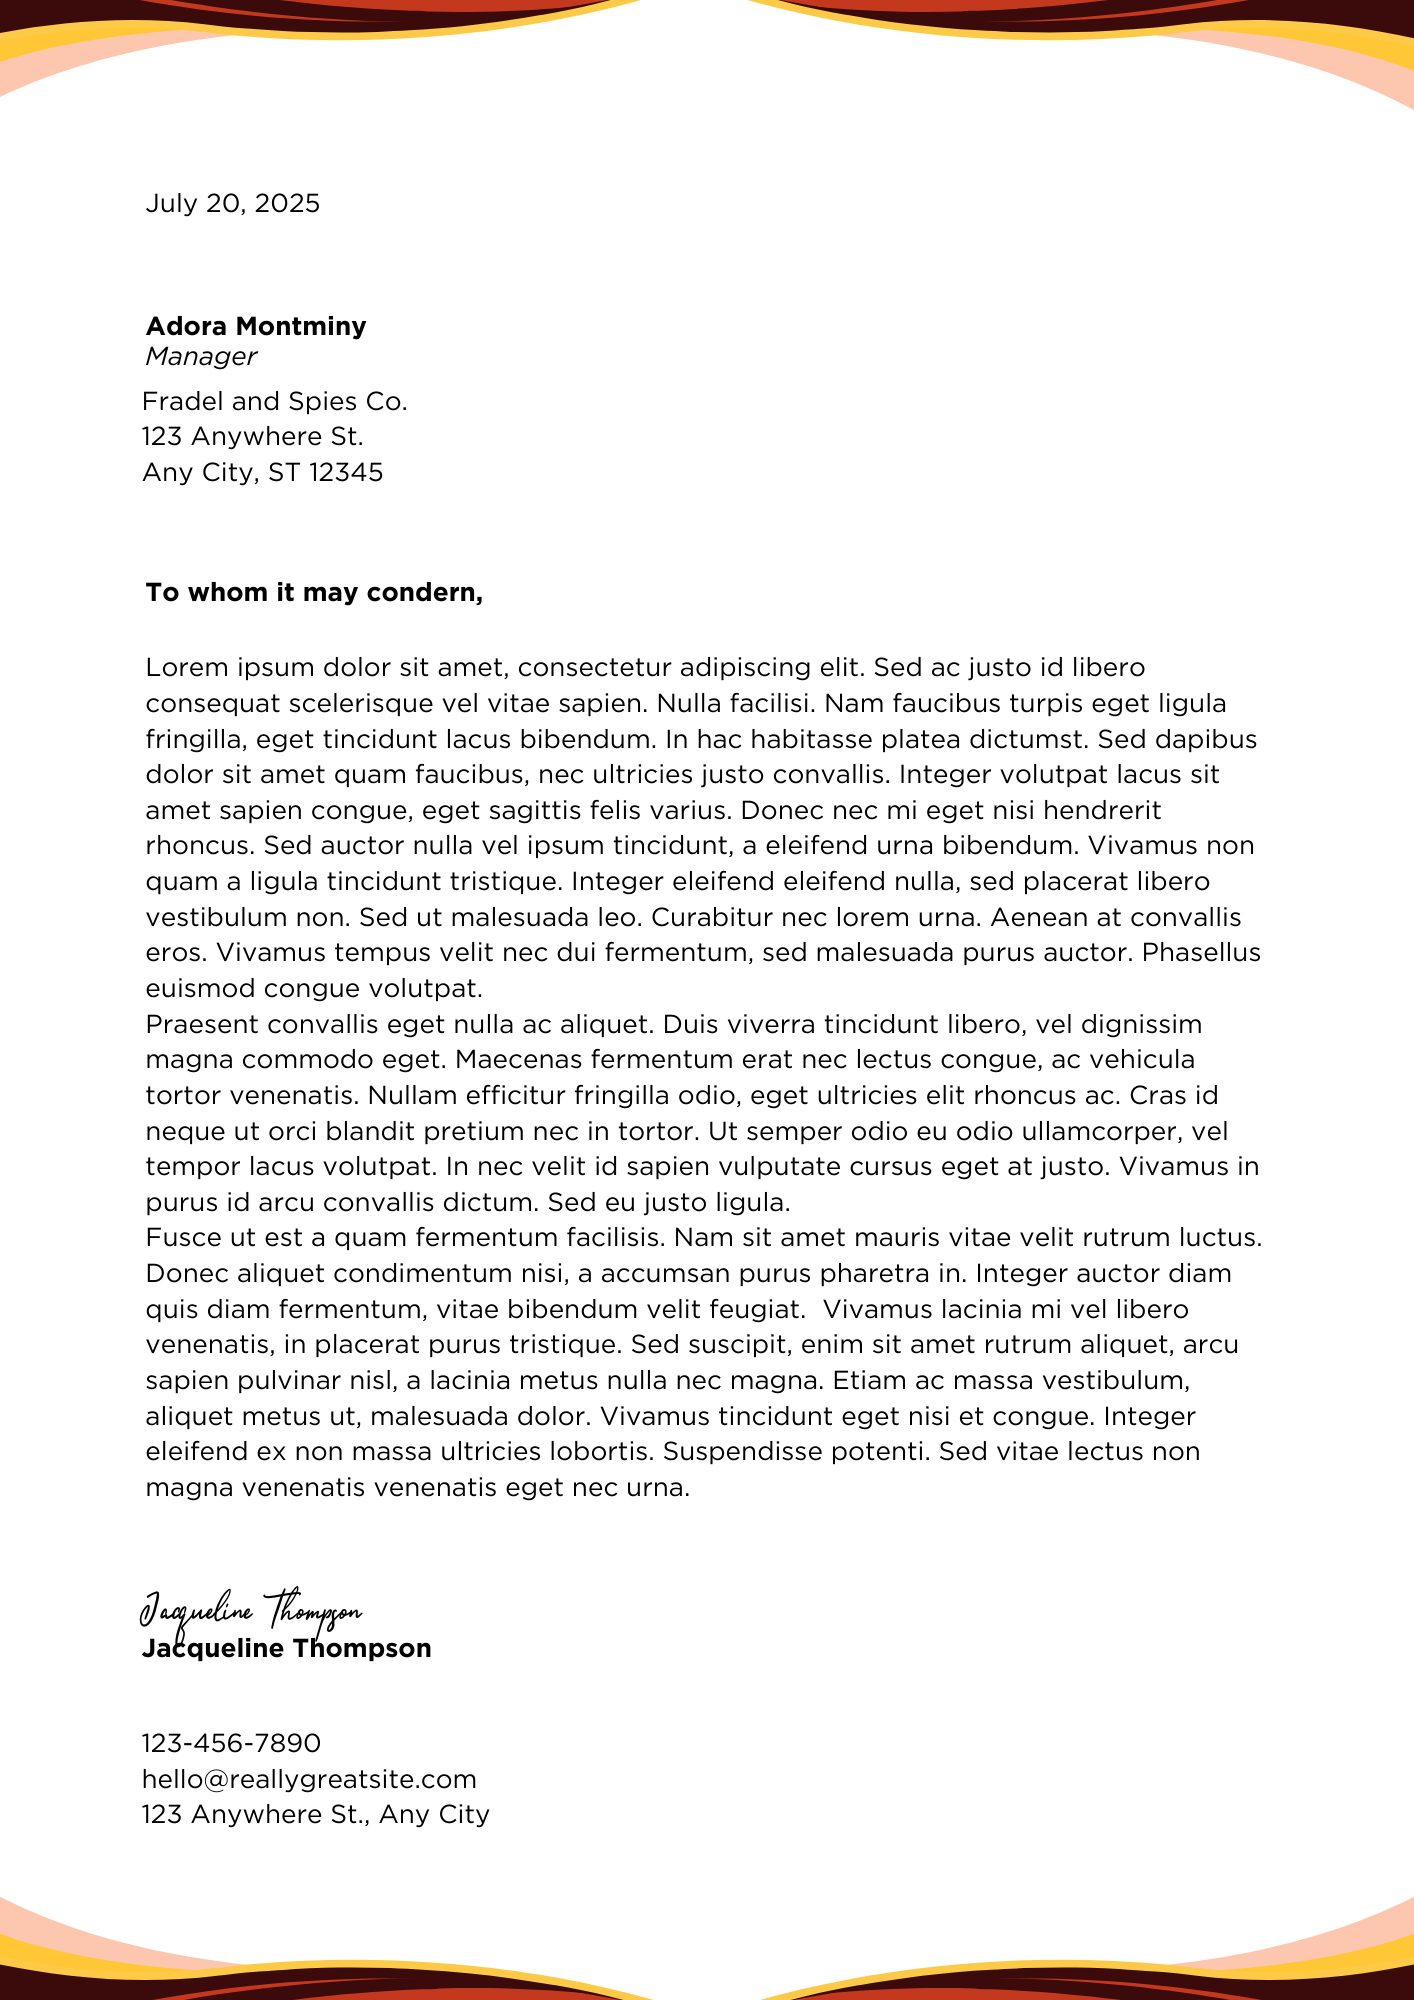 July 20, 2025
Adora Montminy
Manager
Fradel and Spies Co.
123 Anywhere St.
Any City, ST 12345
To whom it may condern,
Lorem ipsum dolor sit amet, consectetur adipiscing elit. Sed ac justo id libero
consequat scelerisque vel vitae sapien. Nulla facilisi. Nam faucibus turpis eget ligula
fringilla, eget tincidunt lacus bibendum. In hac habitasse platea dictumst. Sed dapibus
dolor sit amet quam faucibus, nec ultricies justo convallis. Integer volutpat lacus sit
amet sapien congue, eget sagittis felis varius. Donec nec mi eget nisi hendrerit
rhoncus. Sed auctor nulla vel ipsum tincidunt, a eleifend urna bibendum. Vivamus non
quam a ligula tincidunt tristique. Integer eleifend eleifend nulla, sed placerat libero
vestibulum non. Sed ut malesuada leo. Curabitur nec lorem urna. Aenean at convallis
eros. Vivamus tempus velit nec dui fermentum, sed malesuada purus auctor. Phasellus
euismod congue volutpat.
Praesent convallis eget nulla ac aliquet. Duis viverra tincidunt libero, vel dignissim
magna commodo eget. Maecenas fermentum erat nec lectus congue, ac vehicula
tortor venenatis. Nullam efficitur fringilla odio, eget ultricies elit rhoncus ac. Cras id
neque ut orci blandit pretium nec in tortor. Ut semper odio eu odio ullamcorper, vel
tempor lacus volutpat. In nec velit id sapien vulputate cursus eget at justo. Vivamus in
purus id arcu convallis dictum. Sed eu justo ligula.
Fusce ut est a quam fermentum facilisis. Nam sit amet mauris vitae velit rutrum luctus.
Donec aliquet condimentum nisi, a accumsan purus pharetra in. Integer auctor diam
quis diam fermentum, vitae bibendum velit feugiat.  Vivamus lacinia mi vel libero
venenatis, in placerat purus tristique. Sed suscipit, enim sit amet rutrum aliquet, arcu
sapien pulvinar nisl, a lacinia metus nulla nec magna. Etiam ac massa vestibulum,
aliquet metus ut, malesuada dolor. Vivamus tincidunt eget nisi et congue. Integer
eleifend ex non massa ultricies lobortis. Suspendisse potenti. Sed vitae lectus non
magna venenatis venenatis eget nec urna.
Jacqueline Thompson
Jacqueline Thompson
123-456-7890
hello@reallygreatsite.com
123 Anywhere St., Any City